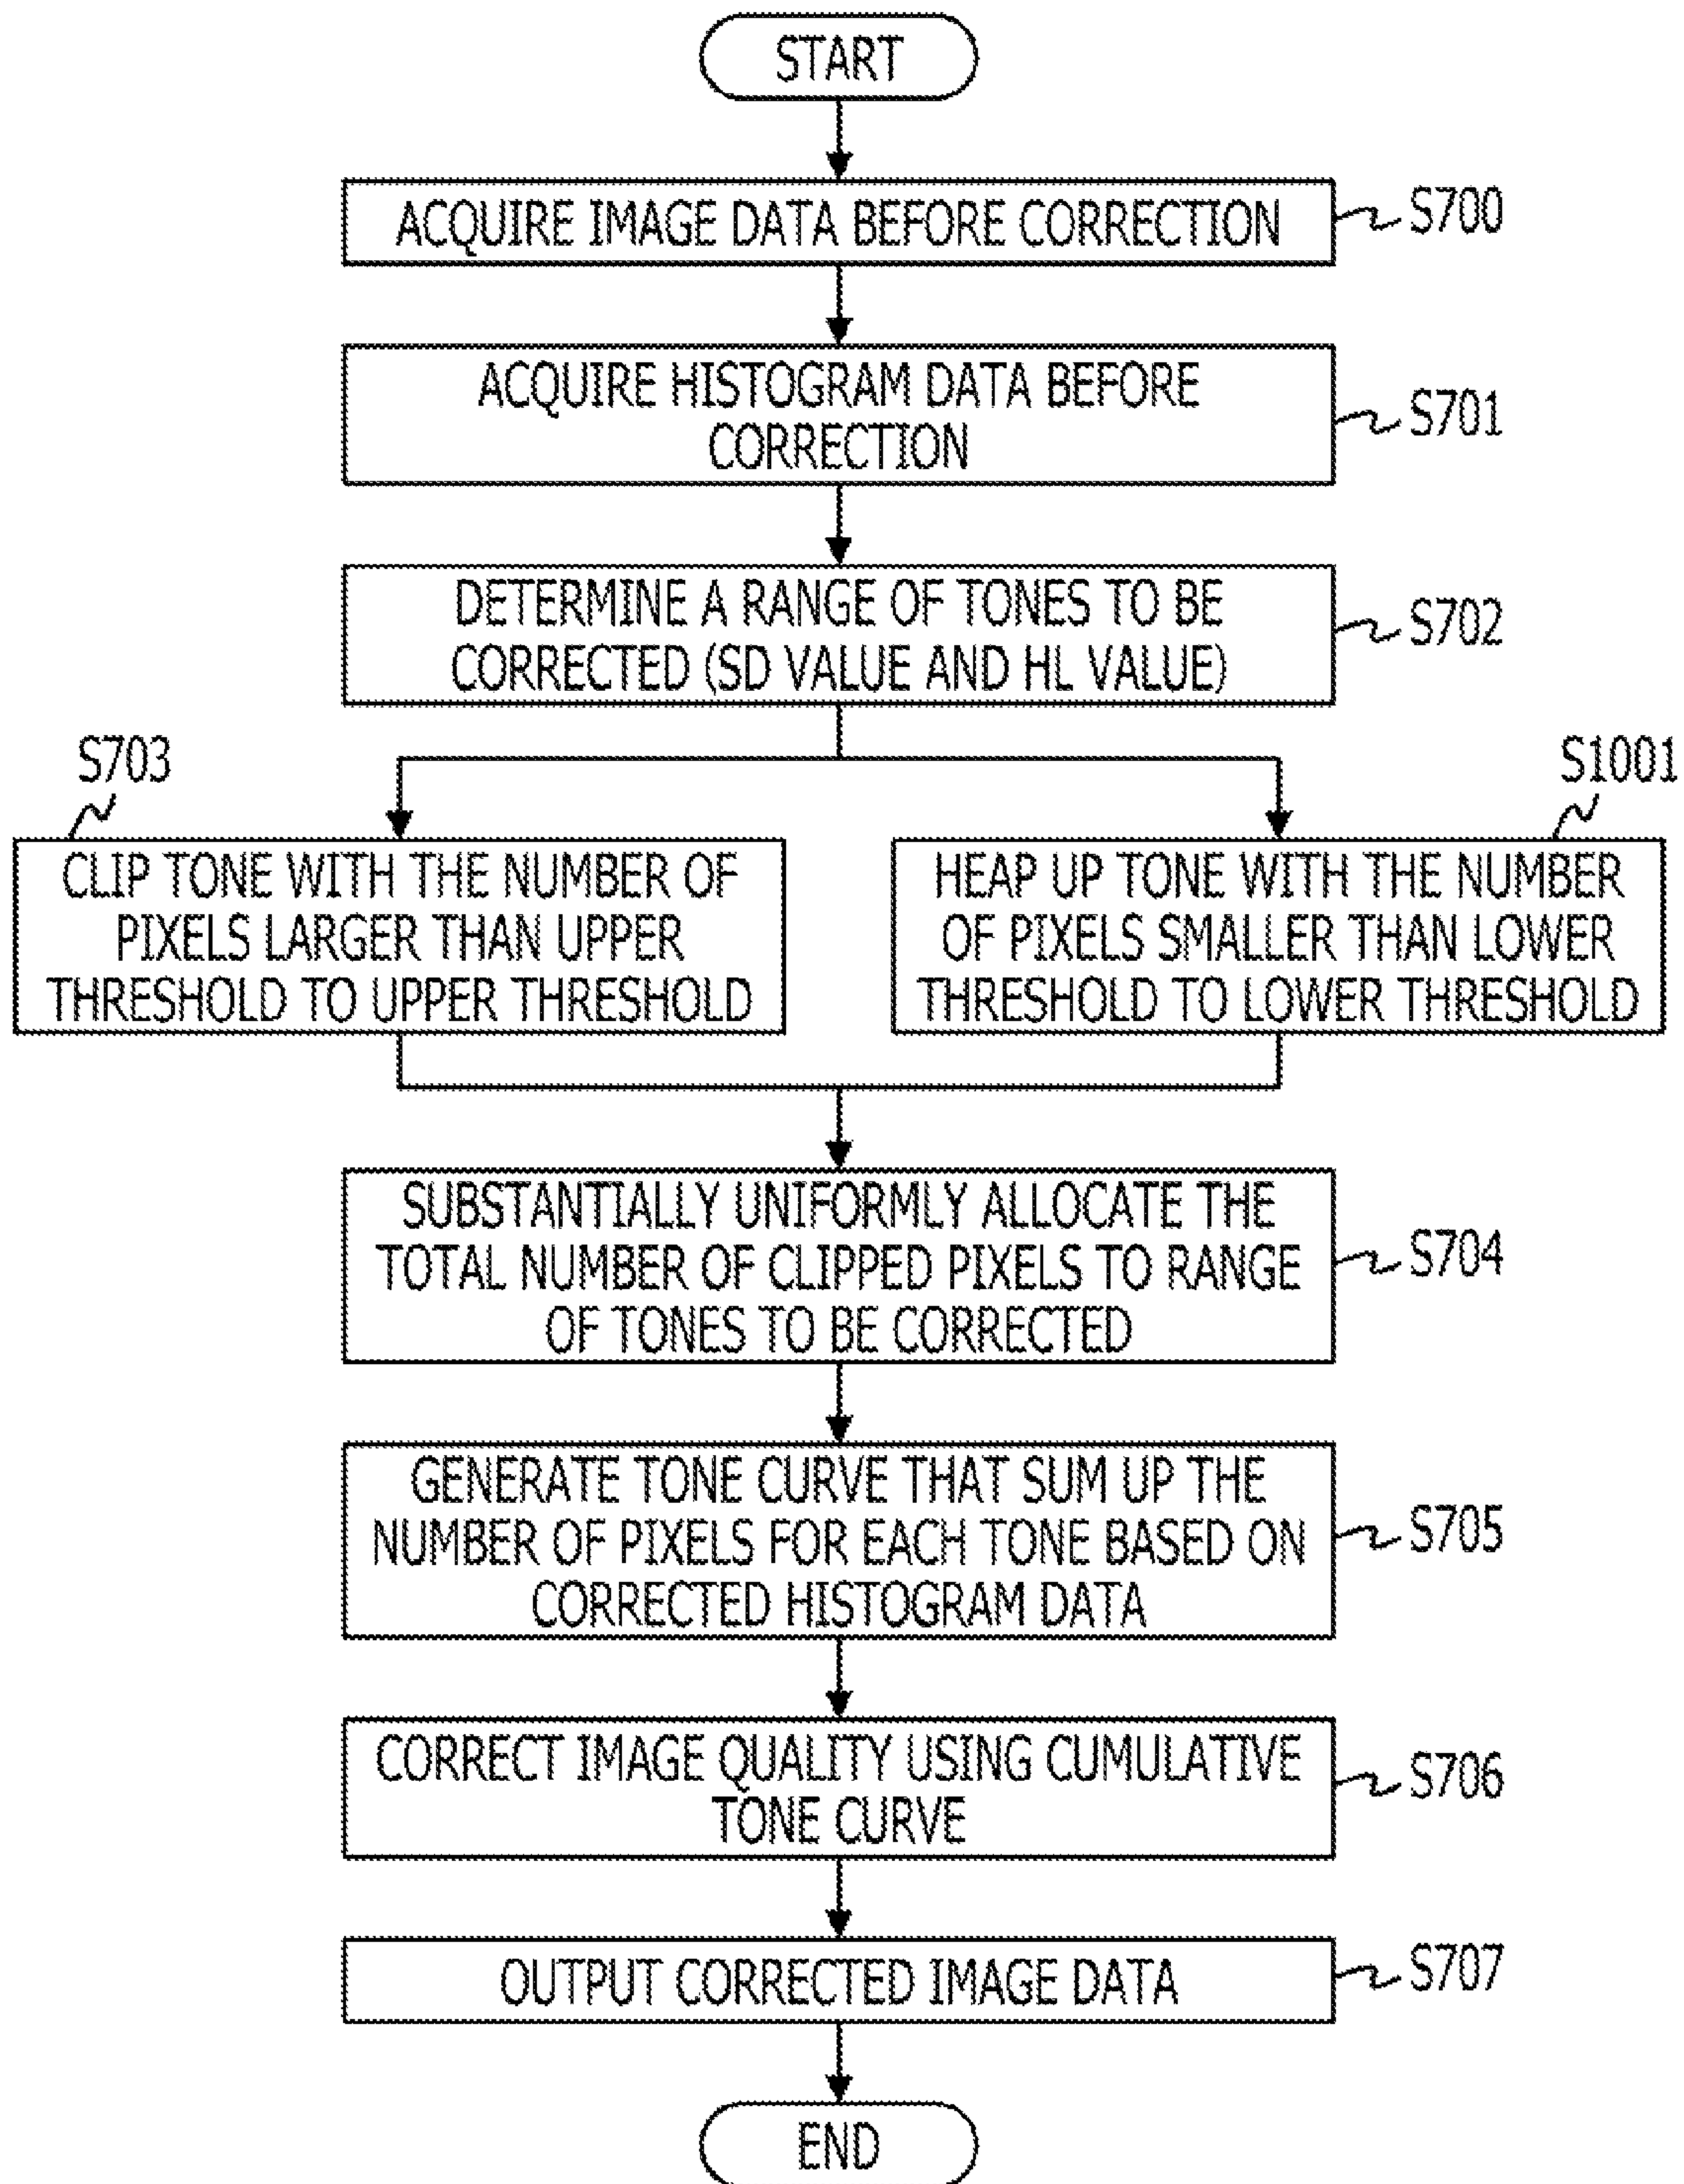 START
ACQUIRE IMAGE DATA BEFORE CORRECTION
S700
ACQUIRE HISTOGRAM DATA BEFORE
CORRECTION
S701
DETERMINE A RANGE OF TONES TO BE
CORRECTED (SD VALUE AND HL VALUE)
S702
S703
CLIP TONE WITH THE NUMBER OF
PIXELS LARGER THAN UPPER
THRESHOLD TO UPPER THRESHOLD
S1001
HEAP UP TONE WITH THE NUMBER
OF PIXELS SMALLER THAN LOWER
THRESHOLD TO LOWER THRESHOLD
SUBSTANTIALLY UNIFORMLY ALLOCATE THE
TOTAL NUMBER OF CLIPPED PIXELS TO RANGE
OF TONES TO BE CORRECTED
S704
GENERATE TONE CURVE THAT SUM UP THE
NUMBER OF PIXELS FOR EACH TONE BASED ON
CORRECTED HISTOGRAM DATA
S705
CORRECT IMAGE QUALITY USING CUMULATIVE
TONE CURVE
S706
OUTPUT CORRECTED IMAGE DATA
S707
END